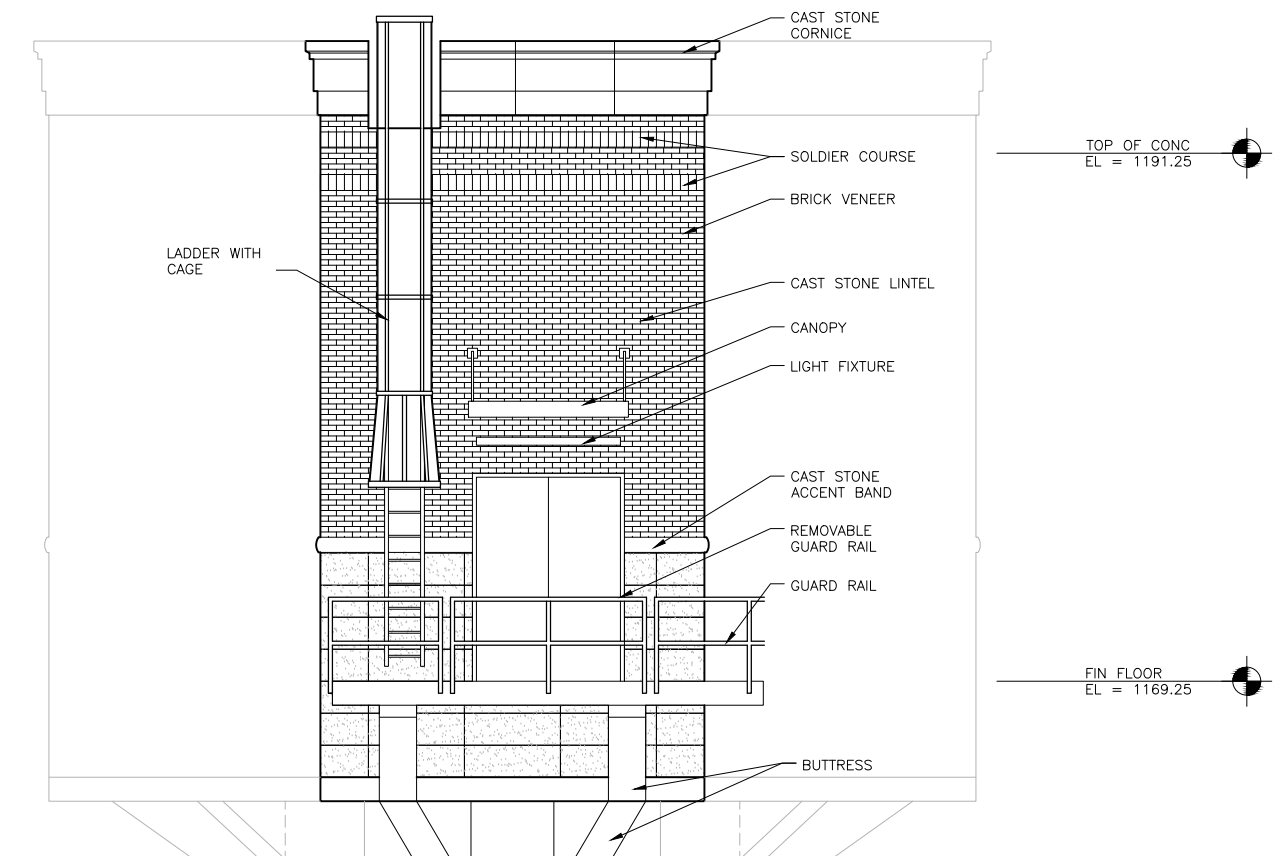 CAST STONE
CORNICE
TOP OF CONC
EL = 1191.25
SOLDIER COURSE
BRICK VENEER
LADDER WITH
CAGE
CAST STONE LINTEL
CANOPY
LIGHT FIXTURE
CAST STONE
ACCENT BAND
REMOVABLE
GUARD RAIL
GUARD RAIL
FIN FLOOR
EL = 1169.25
BUTTRESS